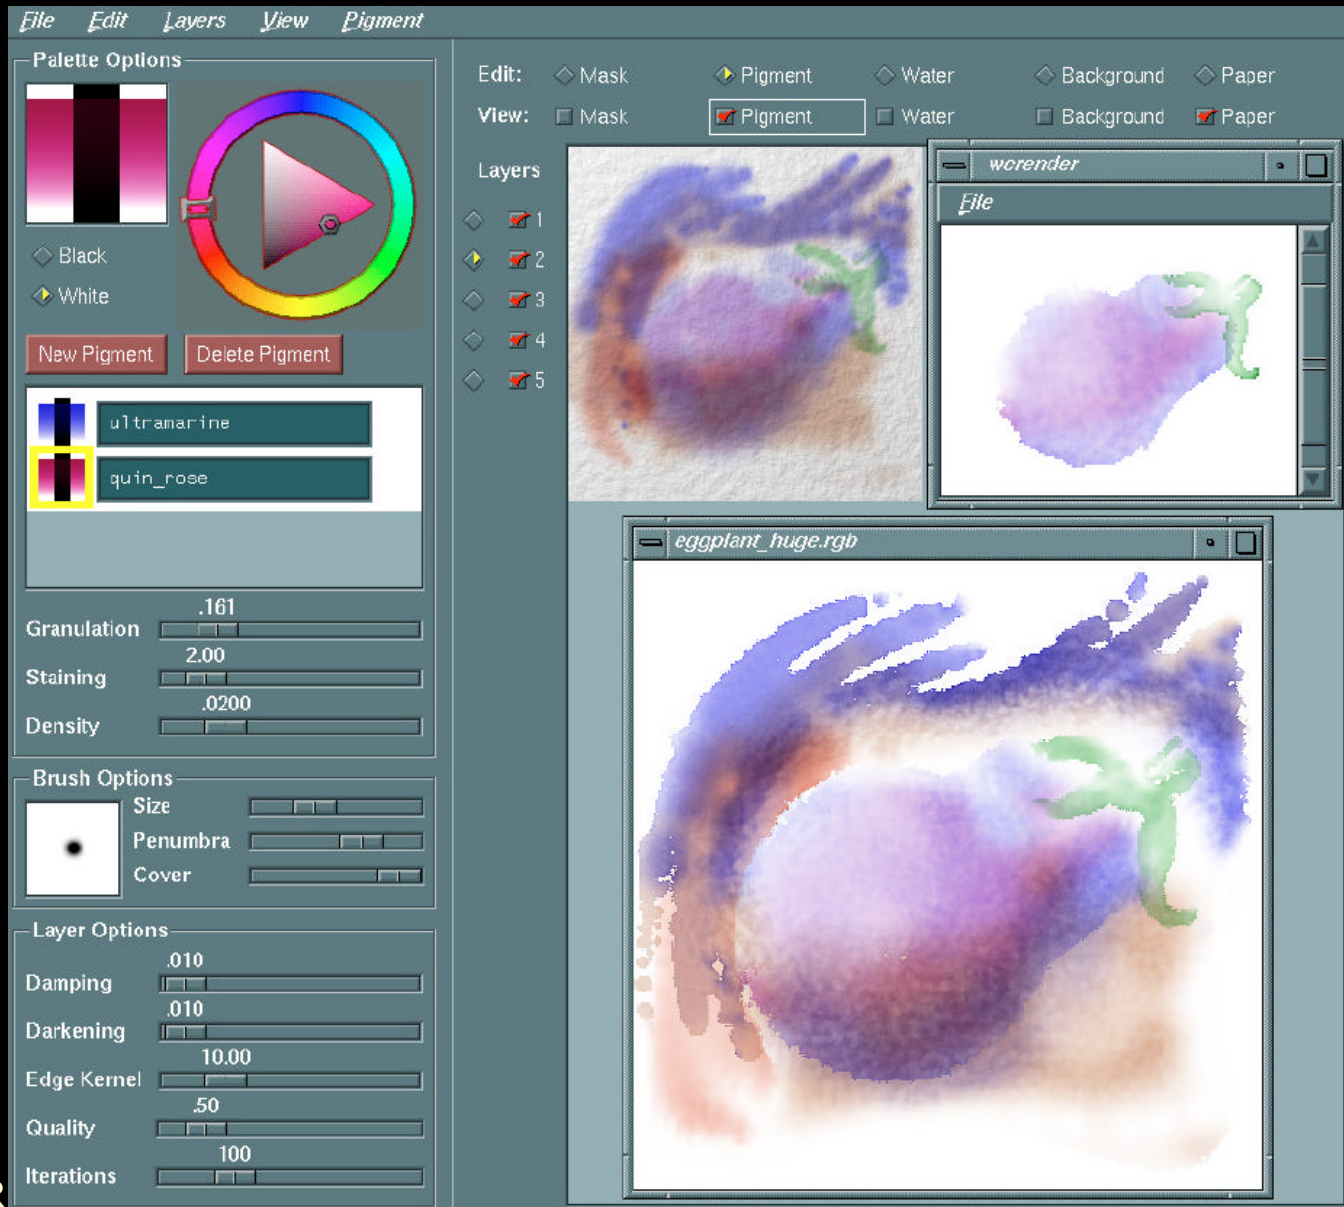 File Edit Layers View Pigment
Palette Options
Black
White
New Pigment Delete Pigment
ultramarine
quin_rose
.161
Granulation
2.00
Staining
.0200
Density
Brush Options
Size
Penumbra
Cover
Layer Options
.010
Damping
.010
Darkening
10.00
Edge Kernel
.50
Quality
100
Iterations
Edit: Mask Pigment Water Background Paper
View: Mask Pigment Water Background Paper
Layers
1
2
3
4
5
wcrender
File
eggplant_huge.rgb